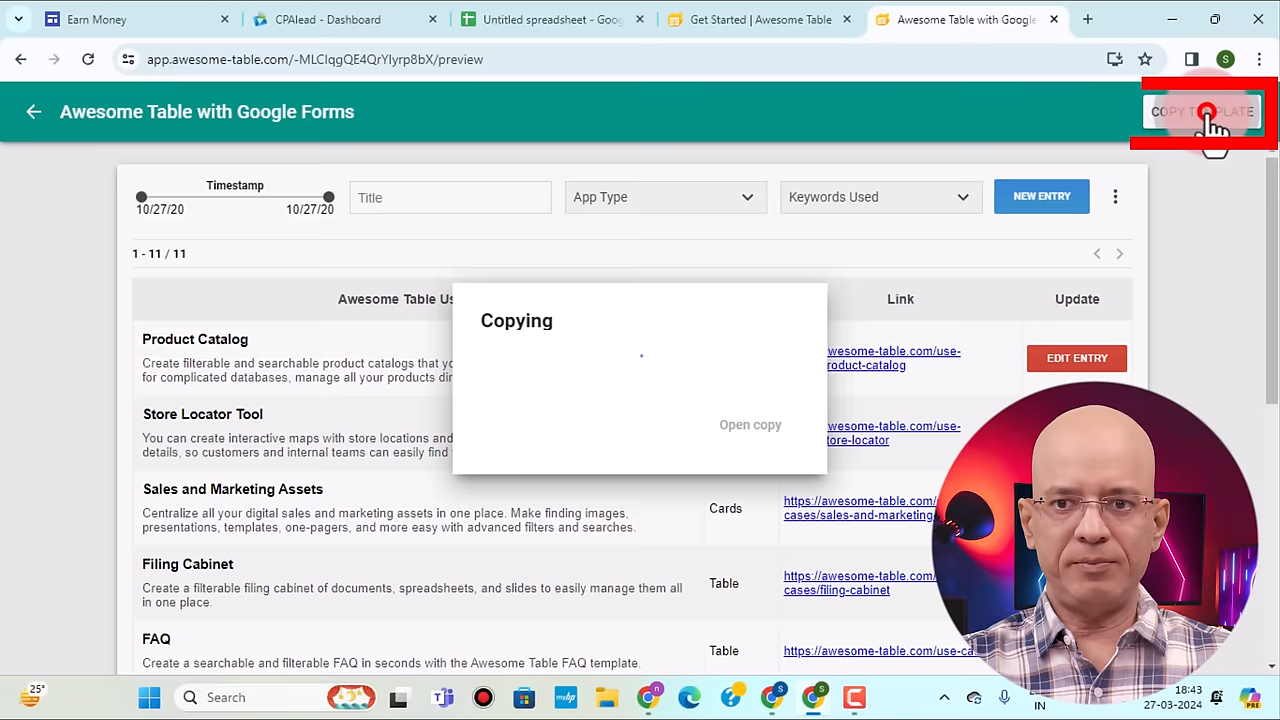 Earn Money
CPAlead - Dashboard
Untitled spreadsheet - Goog
Get Started | Awesome Table
Awesome Table with Google
app.awesome-table.com/-MLCIqgQE4QrYIyrp8bX/preview
S
Awesome Table with Google Forms
COPY TEMPLATE
Timestamp
10/27/20
10/27/20
Title
App Type
Keywords Used
NEW ENTRY
1 - 11 / 11
Awesome Table Us
Link
Update
Product Catalog
Create filterable and searchable product catalogs that yo
for complicated databases, manage all your products dir
wesome-table.com/use-
roduct-catalog
EDIT ENTRY
Copying
Open copy
Store Locator Tool
You can create interactive maps with store locations and
details, so customers and internal teams can easily find
wesome-table.com/use-
tore-locator
Sales and Marketing Assets
Centralize all your digital sales and marketing assets in one place. Make finding images,
presentations, templates, one-pagers, and more easy with advanced filters and searches.
Cards
https://awesome-table.com/
cases/sales-and-marketing
Filing Cabinet
Create a filterable filing cabinet of documents, spreadsheets, and slides to easily manage them all
in one place.
Table
https://awesome-table.com/
cases/filing-cabinet
FAQ
Create a searchable and filterable FAQ in seconds with the Awesome Table FAQ template.
Table
https://awesome-table.com/use-ca
25°
Search
IN
18:43
27-03-2024
PRE